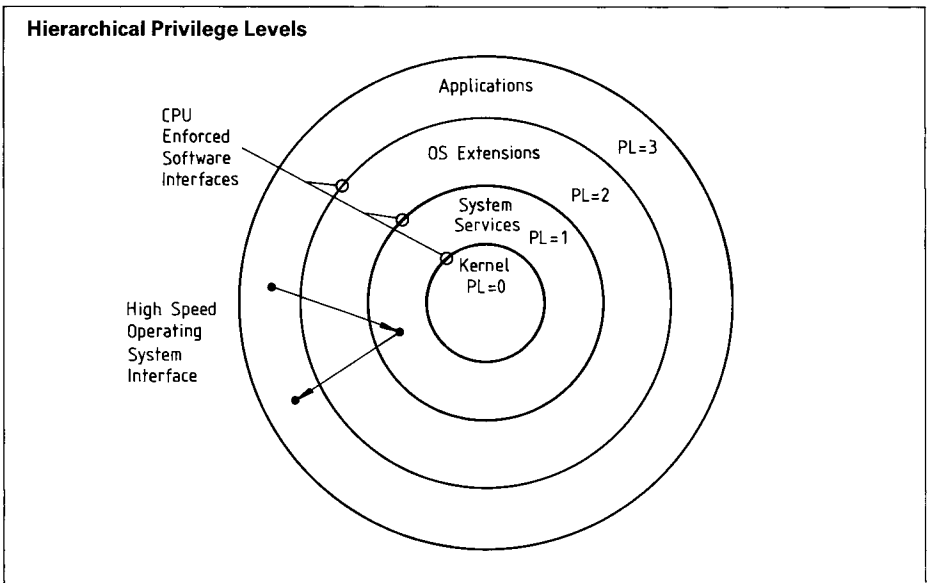 Hierarchical Privilege Levels
Applications
CPU
Enforced
Software
Interfaces
OS Extensions
PL=3
PL=2
System
Services
PL=1
Kernel
PL=0
High Speed
Operating
System
Interface